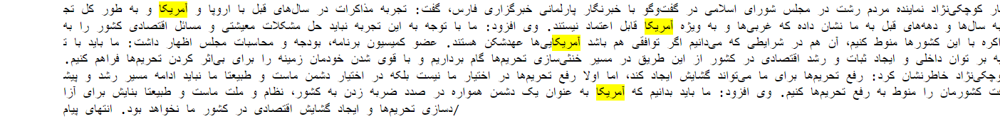 ار کوچکی‌نژاد نماینده مردم رشت در مجلس شورای اسلامی در گفت‌وگو با خبرنگار پارلمانی خبرگزاری فارس، گفت: تجربه مذاکرات در سال‌های قبل با اروپا و آمریکا و به طور کل تج
به سال‌ها و دهه‌های قبل به ما نشان داده که غربی‌ها و به ویژه آمریکا قابل اعتماد نیستند. وی افزود: ما با توجه به این تجربه نباید حل مشکلات معیشتی و مسائل اقتصادی کشور را به
اکره با این کشورها منوط کنیم، آن هم در شرایطی که می‌دانیم اگر توافقی هم باشد آمریکایی‌ها عهدشکن هستند. عضو کمیسیون برنامه، بودجه و محاسبات مجلس اظهار داشت: ما باید با ت
یه بر توان داخلی و ایجاد ثبات و رشد اقتصادی در کشور از این طریق در مسیر خنثی‌سازی تحریم‌ها گام برداریم و با قوی شدن خودمان زمینه را برای بی‌اثر کردن تحریم‌ها فراهم کنیم.
وچکی‌نژاد خاطرنشان کرد: رفع تحریم‌ها برای ما می‌تواند گشایش ایجاد کند، اما اولا رفع تحریم‌ها در اختیار ما نیست بلکه در اختیار دشمن ماست و طبیعتا ما نباید ادامه مسیر رشد و پیش
فت کشورمان را منوط به رفع تحریم‌ها کنیم. وی افزود: ما باید بدانیم که آمریکا به عنوان یک دشمن همواره در صدد ضربه زدن به کشور، نظام و ملت ماست و طبیعتا بنایش برای آزا
دسازی تحریم‌ها و ایجاد گشایش اقتصادی در کشور ما نخواهد بود. انتهای پیام/